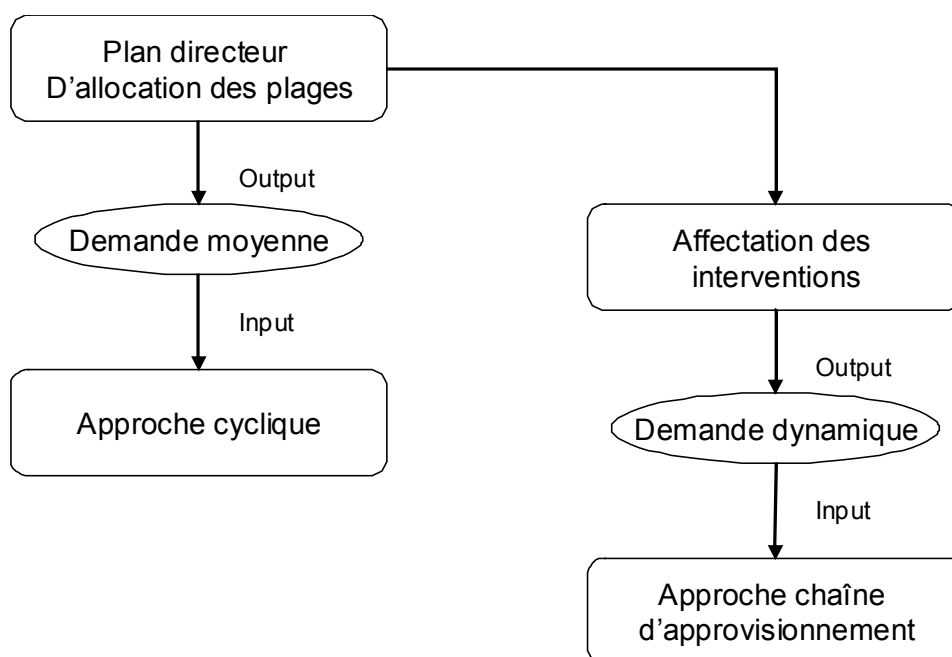 Plan directeur
D’allocation des plages
Output
Demande moyenne
Input
Approche cyclique
Affectation des
interventions
Output
Demande dynamique
Input
Approche chaîne
d’approvisionnement